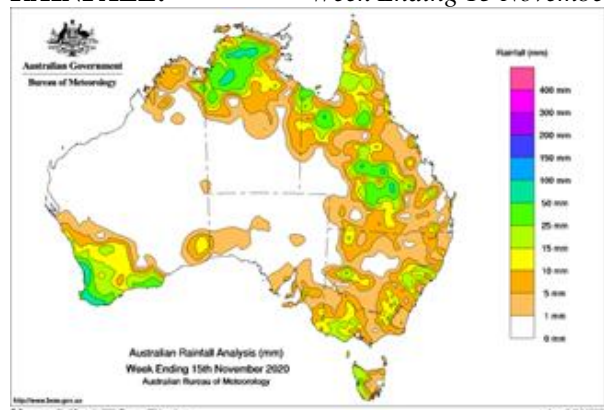 Week Ending 15 November
Australian Government
Bureau of Meteorology
Rainfall (mm)
400 mm
300 mm
200 mm
150 mm
100 mm
50 mm
25 mm
15 mm
10 mm
5 mm
1 mm
0 mm
Australian Rainfall Analysis (mm)
Week Ending 15th November 2020
Australian Bureau of Meteorology
http://www.bom.gov.au